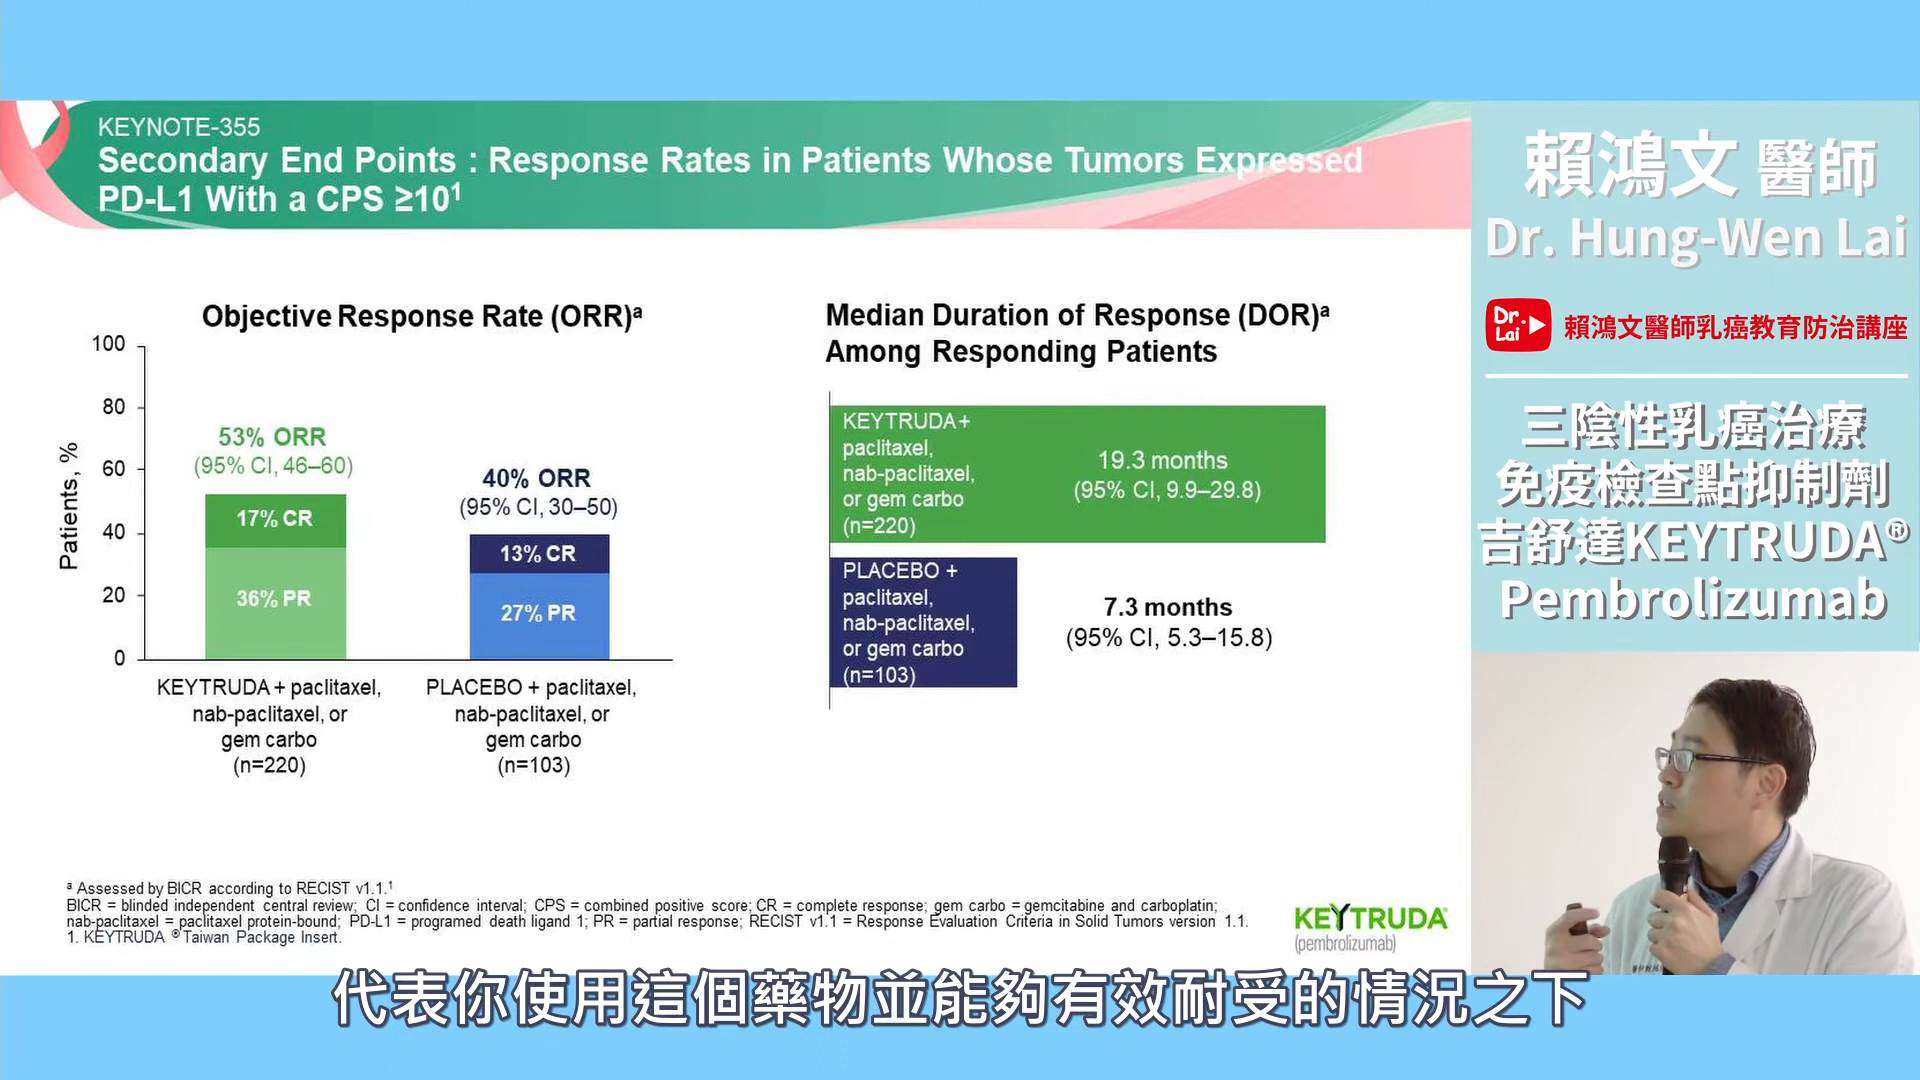 KEYNOTE-355
Secondary End Points : Response Rates in Patients Whose Tumors Expressed
PD-L1 With a CPS ≥10¹
Objective Response Rate (ORR)ª
Patients, %
100
80
60
40
20
0
53% ORR
(95% CI, 46–60)
17% CR
36% PR
40% ORR
(95% CI, 30–50)
13% CR
27% PR
KEYTRUDA + paclitaxel,
nab-paclitaxel, or
gem carbo
(n=220)
PLACEBO + paclitaxel,
nab-paclitaxel, or
gem carbo
(n=103)
Median Duration of Response (DOR)ª
Among Responding Patients
KEYTRUDA+
paclitaxel,
nab-paclitaxel,
or gem carbo
(n=220)
19.3 months
(95% CI, 9.9–29.8)
PLACEBO +
paclitaxel,
nab-paclitaxel,
or gem carbo
(n=103)
7.3 months
(95% CI, 5.3–15.8)
ª Assessed by BICR according to RECIST v1.1.¹
BICR = blinded independent central review; CI = confidence interval; CPS = combined positive score; CR = complete response; gem carbo = gemcitabine and carboplatin;
nab-paclitaxel = paclitaxel protein-bound; PD-L1 = programed death ligand 1; PR = partial response; RECIST v1.1 = Response Evaluation Criteria in Solid Tumors version 1.1.
1. KEYTRUDA ® Taiwan Package Insert.
KEYTRUDA®
(pembrolizumab)
賴鴻文 醫師
Dr. Hung-Wen Lai
Dr. Lai
賴鴻文醫師乳癌教育防治講座
三陰性乳癌治療
免疫檢查點抑制劑
吉舒達KEYTRUDA®
Pembrolizumab
代表你使用這個藥物並能夠有效耐受的情況之下